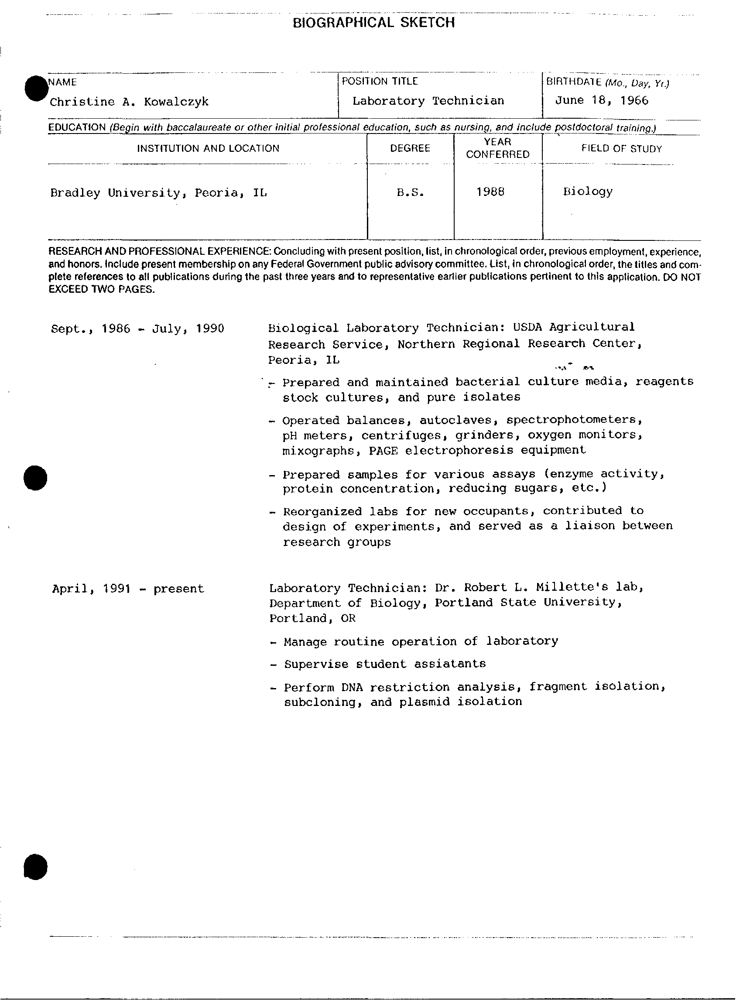 BIOGRAPHICAL SKETCH
NAME
POSITION TITLE
BIRTHDATE (Mo., Day, Yr.)
Christine A. Kowalczyk
Laboratory Technician
June 18, 1966
EDUCATION (Begin with baccalaureate or other initial professional education, such as nursing, and include postdoctoral training.)
INSTITUTION AND LOCATION
DEGREE
YEAR
CONFERRED
FIELD OF STUDY
Bradley University, Peoria, IL
B.S.
1988
Biology
RESEARCH AND PROFESSIONAL EXPERIENCE: Concluding with present position, list, in chronological order, previous employment, experience,
and honors. Include present membership on any Federal Government public advisory committee. List, in chronological order, the titles and com-
plete references to all publications during the past three years and to representative earlier publications pertinent to this application. DO NOT
EXCEED TWO PAGES.
Sept., 1986 - July, 1990
Biological Laboratory Technician: USDA Agricultural
Research Service, Northern Regional Research Center,
Peoria, IL
- Prepared and maintained bacterial culture media, reagents
stock cultures, and pure isolates
- Operated balances, autoclaves, spectrophotometers,
pH meters, centrifuges, grinders, oxygen monitors,
mixographs, PAGE electrophoresis equipment
- Prepared samples for various assays (enzyme activity,
protein concentration, reducing sugars, etc.)
- Reorganized labs for new occupants, contributed to
design of experiments, and served as a liaison between
research groups
April, 1991 - present
Laboratory Technician: Dr. Robert L. Millette's lab,
Department of Biology, Portland State University,
Portland, OR
- Manage routine operation of laboratory
- Supervise student assiatants
- Perform DNA restriction analysis, fragment isolation,
subcloning, and plasmid isolation